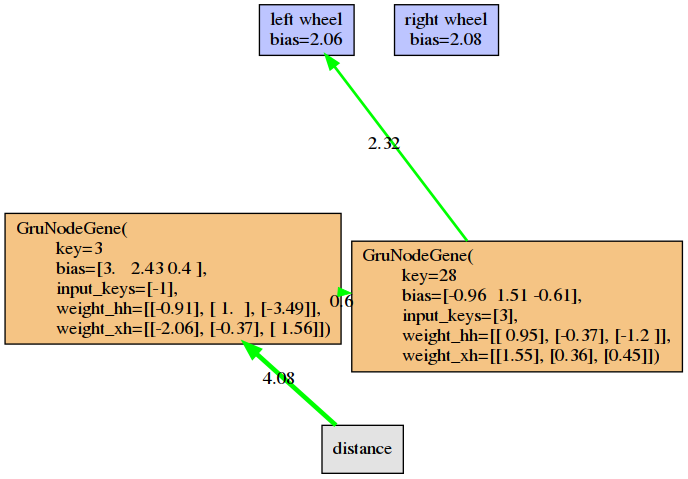 left wheel
bias=2.06
right wheel
bias=2.08
2.32
GruNodeGene(
key=3
bias=[3.   2.43 0.4 ],
input_keys=[-1],
weight_hh=[[-0.91], [ 1.  ], [-3.49]],
weight_xh=[[-2.06], [-0.37], [ 1.56]])
0.6
GruNodeGene(
key=28
bias=[-0.96  1.51 -0.61],
input_keys=[3],
weight_hh=[[ 0.95], [-0.37], [-1.2 ]],
weight_xh=[[1.55], [0.36], [0.45]])
4.08
distance